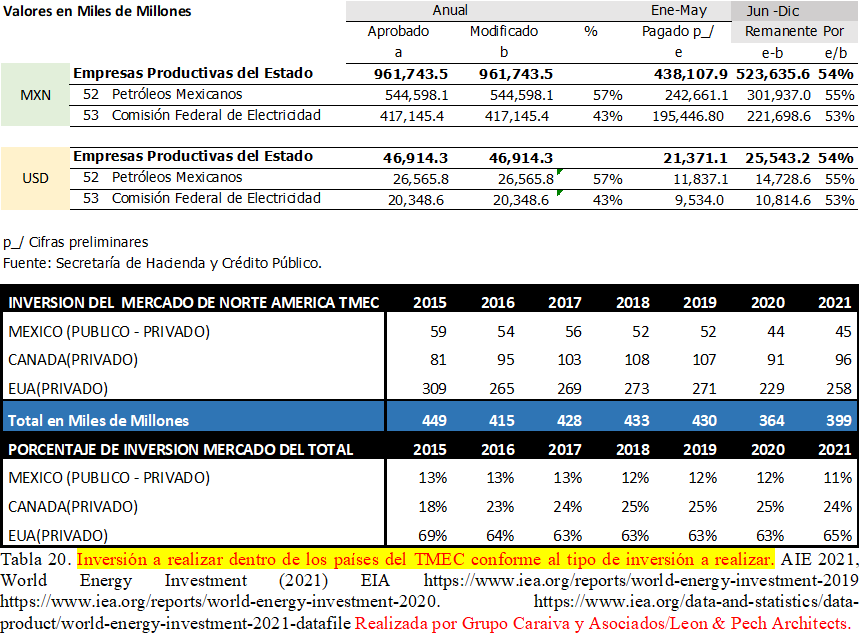 Valores en Miles de Millones Anual Ene-May Jun -Dic
Aprobado Modificado % Pagado p_/ Remanente Por
a b e e-b e/b
Empresas Productivas del Estado 961,743.5 961,743.5 438,107.9 523,635.6 54%
MXN 52 Petróleos Mexicanos 544,598.1 544,598.1 57% 242,661.1 301,937.0 55%
53 Comisión Federal de Electricidad 417,145.4 417,145.4 43% 195,446.80 221,698.6 53%
Empresas Productivas del Estado 46,914.3 46,914.3 21,371.1 25,543.2 54%
USD 52 Petróleos Mexicanos 26,565.8 26,565.8 57% 11,837.1 14,728.6 55%
53 Comisión Federal de Electricidad 20,348.6 20,348.6 43% 9,534.0 10,814.6 53%
p_/ Cifras preliminares
Fuente: Secretaría de Hacienda y Crédito Público.
INVERSION DEL MERCADO DE NORTE AMERICA TMEC 2015 2016 2017 2018 2019 2020 2021
MEXICO (PUBLICO - PRIVADO) 59 54 56 52 52 44 45
CANADA(PRIVADO) 81 95 103 108 107 91 96
EUA(PRIVADO) 309 265 269 273 271 229 258
Total en Miles de Millones 449 415 428 433 430 364 399
PORCENTAJE DE INVERSION MERCADO DEL TOTAL 2015 2016 2017 2018 2019 2020 2021
MEXICO (PUBLICO - PRIVADO) 13% 13% 13% 12% 12% 12% 11%
CANADA(PRIVADO) 18% 23% 24% 25% 25% 25% 24%
EUA(PRIVADO) 69% 64% 63% 63% 63% 63% 65%
Tabla 20. Inversión a realizar dentro de los países del TMEC conforme al tipo de inversión a realizar. AIE 2021,
World Energy Investment (2021) EIA https://www.iea.org/reports/world-energy-investment-2019
https://www.iea.org/reports/world-energy-investment-2020. https://www.iea.org/data-and-statistics/data-
product/world-energy-investment-2021-datafile Realizada por Grupo Caraiva y Asociados/Leon & Pech Architects.